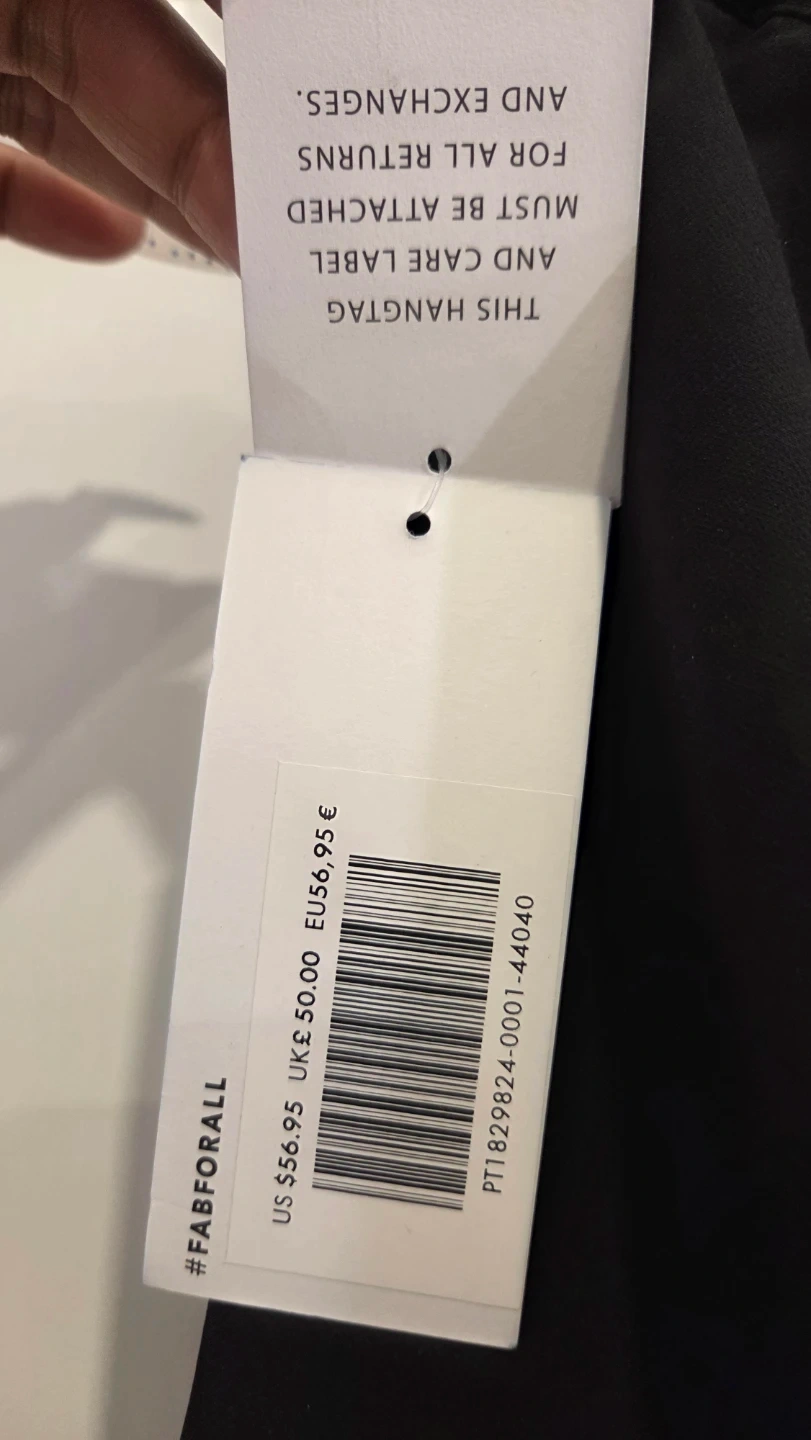 THIS HANGTAG
AND CARE LABEL
MUST BE ATTACHED
FOR ALL RETURNS
AND EXCHANGES.
#FABFORALL
US $56.95 UK£ 50.00 EU56,95 €
PT1829824-0001-44040